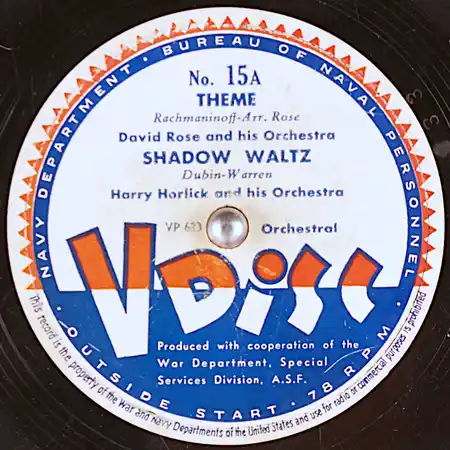 NAVY DEPARTMENT · BUREAU OF NAVAL PERSONNEL
No. 15A
THEME
Rachmaninoff-Arr. Rose
David Rose and his Orchestra
SHADOW WALTZ
Dubin-Warren
Harry Horlick and his Orchestra
VP 633 Orchestral
V DISC
Produced with cooperation of the
War Department, Special
Services Division, A.S.F.
· OUTSIDE START · 78 RPM ·
This record is the property of the War and Navy Departments of the United States and use for radio or commercial purposes is prohibited